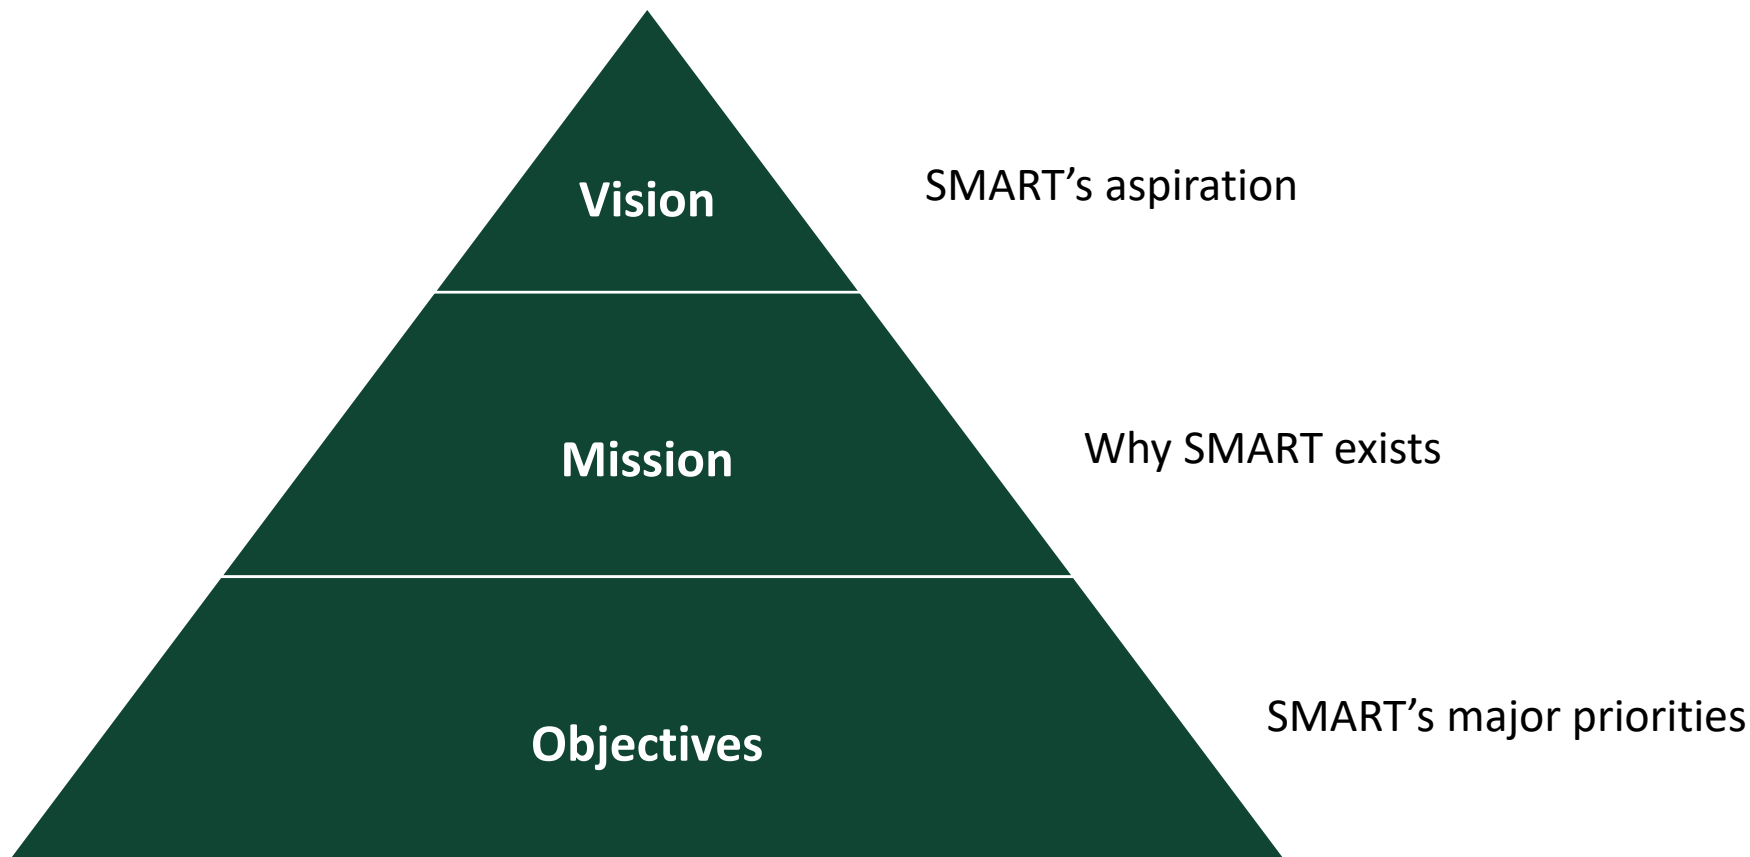 Vision
SMART’s aspiration
Mission
Why SMART exists
Objectives
SMART’s major priorities